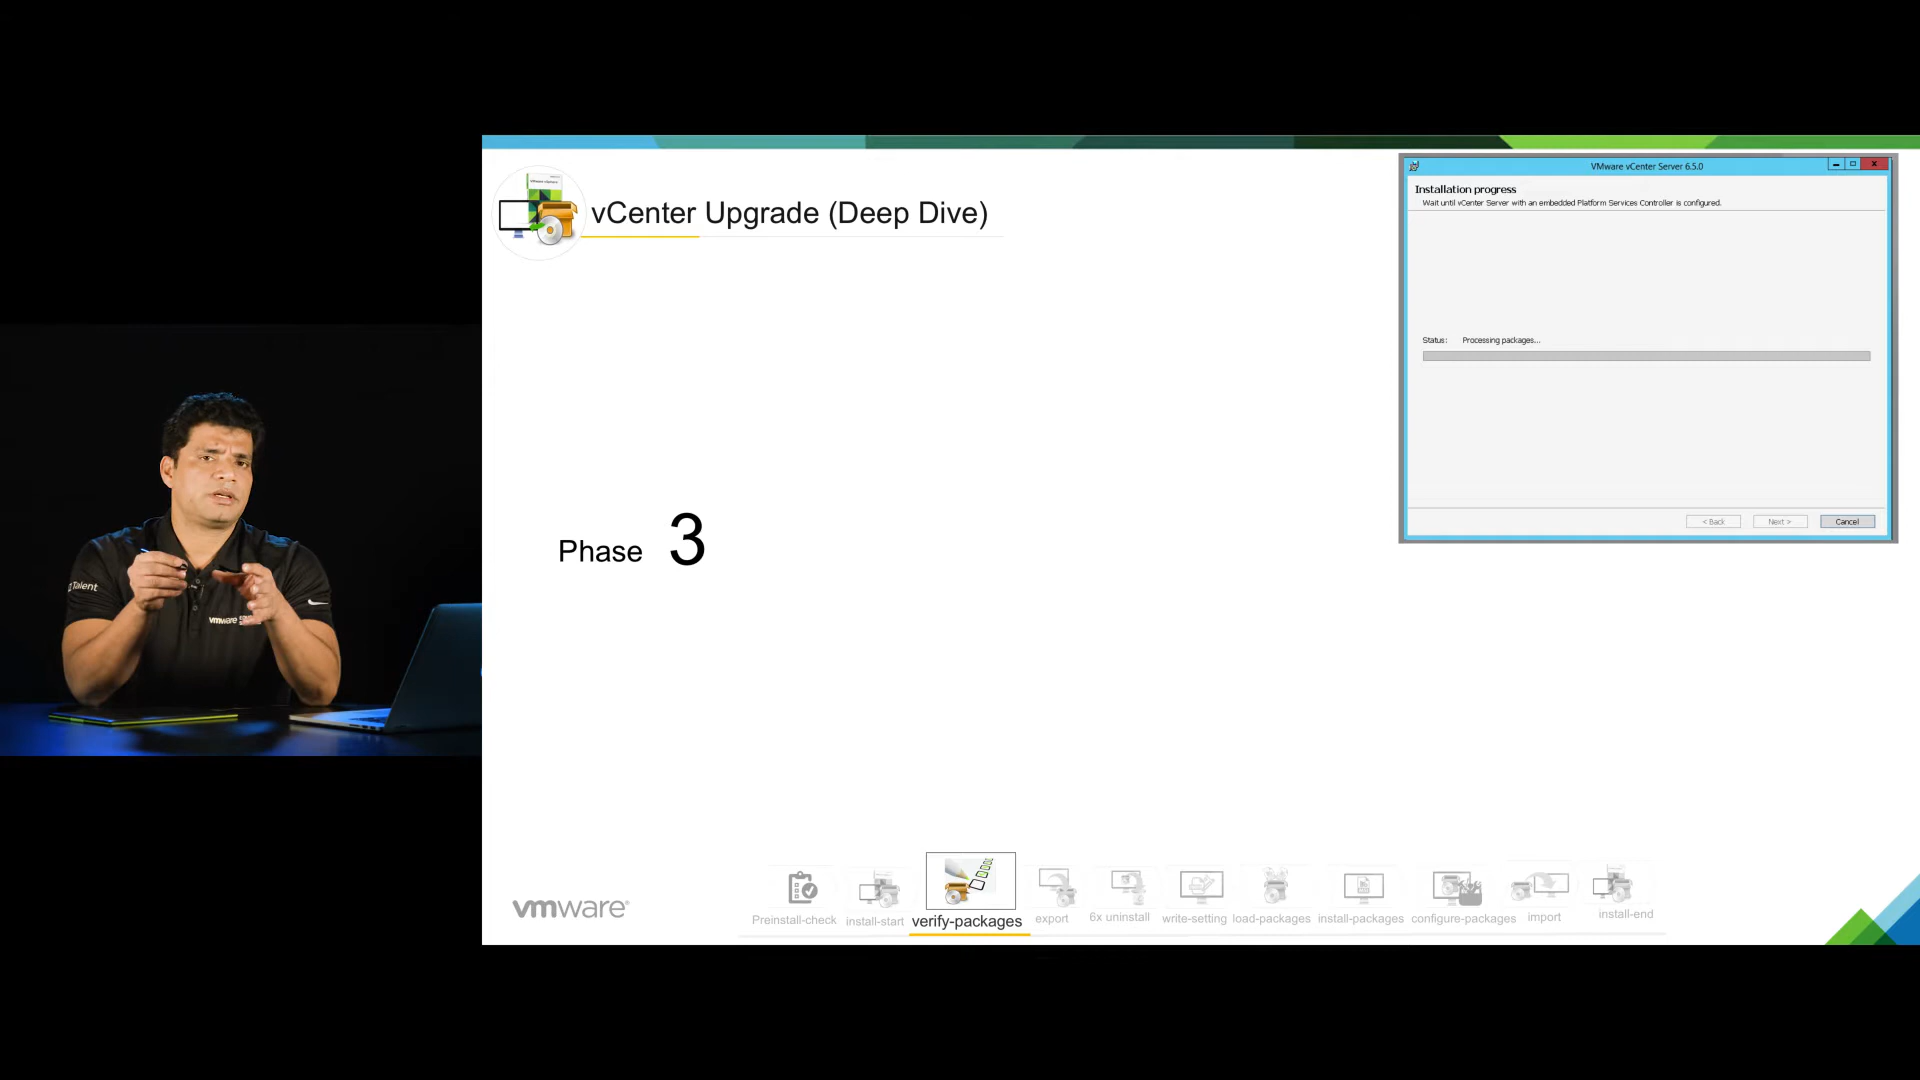 vCenter Upgrade (Deep Dive)
VMware vCenter Server 6.5.0
Installation progress
Wait until vCenter Server with an embedded Platform Services Controller is configured.
Status: Processing packages...
< Back Next > Cancel
Phase 3
Talent
vmware
vmware
Preinstall-check install-start verify-packages export 6x uninstall write-setting load-packages install-packages configure-packages import install-end